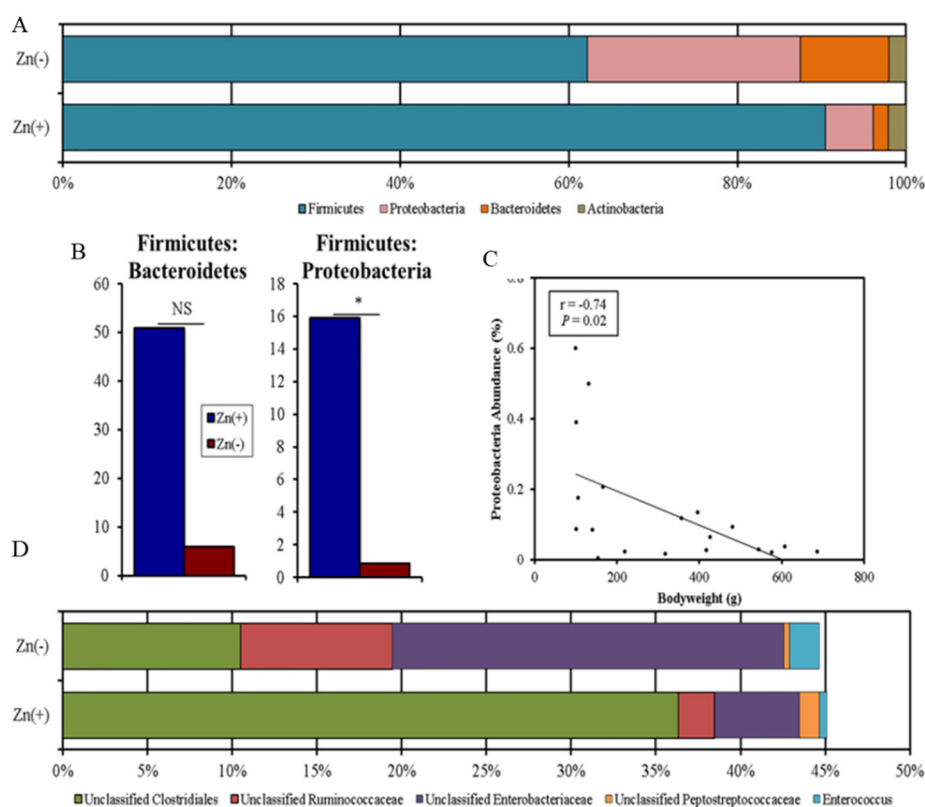 A
Zn(-)
Zn(+)
0% 20% 40% 60% 80% 100%
Firmicutes Proteobacteria Bacteroidetes Actinobacteria
B
Firmicutes:
Bacteroidetes
60
50
40
30
20
10
0
NS
Zn(+)
Zn(-)
Firmicutes:
Proteobacteria
18
16
14
12
10
8
6
4
2
0
*
C
Proteobacteria Abundance (%)
0.8
0.6
0.4
0.2
0
r = -0.74
P = 0.02
0 200 400 600 800
Bodyweight (g)
D
Zn(-)
Zn(+)
0% 5% 10% 15% 20% 25% 30% 35% 40% 45% 50%
Unclassified Clostridiales Unclassified Ruminococcaceae Unclassified Enterobacteriaceae Unclassified Peptostreptococcaceae Enterococcus